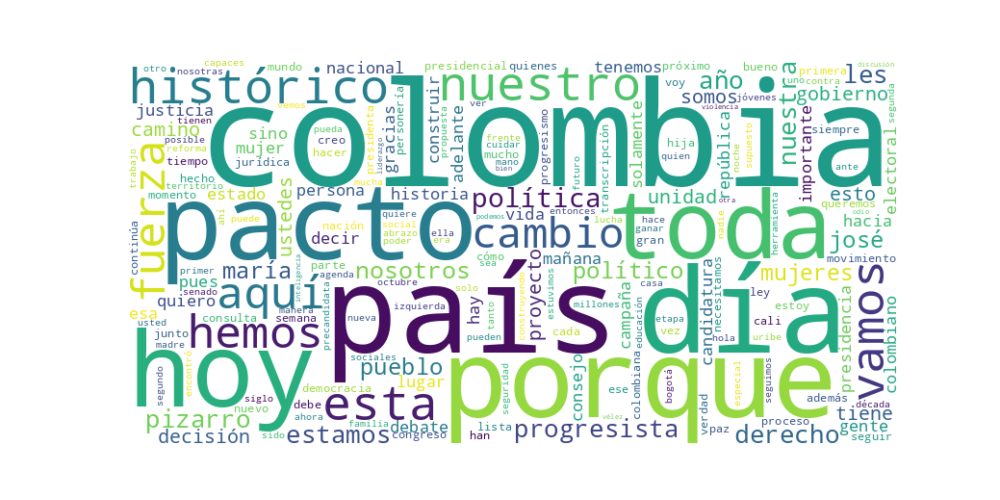 otro
capaces
nosotras
mundo
nacional
presidencial
quienes
tenemos
próximo
bueno
primera
contra
discusión
histórico
colombia
nuestro
año
les
voy
somos
jóvenes
no
violencia
gobierno
segunda
justicia
tienen
vemos
ver
nuestra
camino
posible
reforma
sino
mujer
creo
hacer
pueda
presidenta
liderazgo
gracias
personería
construir
propuesta
adelante
frente
cuidar
mucho
mano
bien
progresismo
hija
quien
solamente
transcripción
futuro
república
noche
supuesto
importante
siempre
ante
electoral
trabajo
fuerza
tiempo
jurídica
hecho
momento
territorio
estado
persona
mucha
historia
política
unidad
esto
queremos
odio
ustedes
ahí
puede
quiere
nación
social
abrazo
ella
poder
era
decir
pacto
vida
podemos
entonces
cambio
hace
ganar
lucha
gran
toda
nadie
otra
herramienta
hacia
josé
movimiento
continúa
esa
primer
pues
maría
parte
nosotros
cómo
sea
mañana
político
mujeres
senado
agenda
inteligencia
manera
aquí
quiero
octubre
izquierda
solo
hay
tanto
pueden
proyecto
construyendo
estuvimos
millones
cada
casa
etapa
vez
campaña
educación
candidatura
necesitamos
ley
estoy
cali
hola
uribe
presidencia
vamos
colombiano
usted
consulta
junto
madre
semana
hemos
precandidata
nueva
sociales
país
día
hoy
segundo
encontró
siglo
nuevo
democracia
debe
ahora
pueblo
lugar
esta
porque
seguridad
consejo
ese
colombiana
bogotá
verdad
especial
seguimos
además
década
tiene
gente
pizarro
decisión
sido
estamos
familia
debate
congreso
lista
han
progresista
vélez
paz
proceso
derecho
seguir